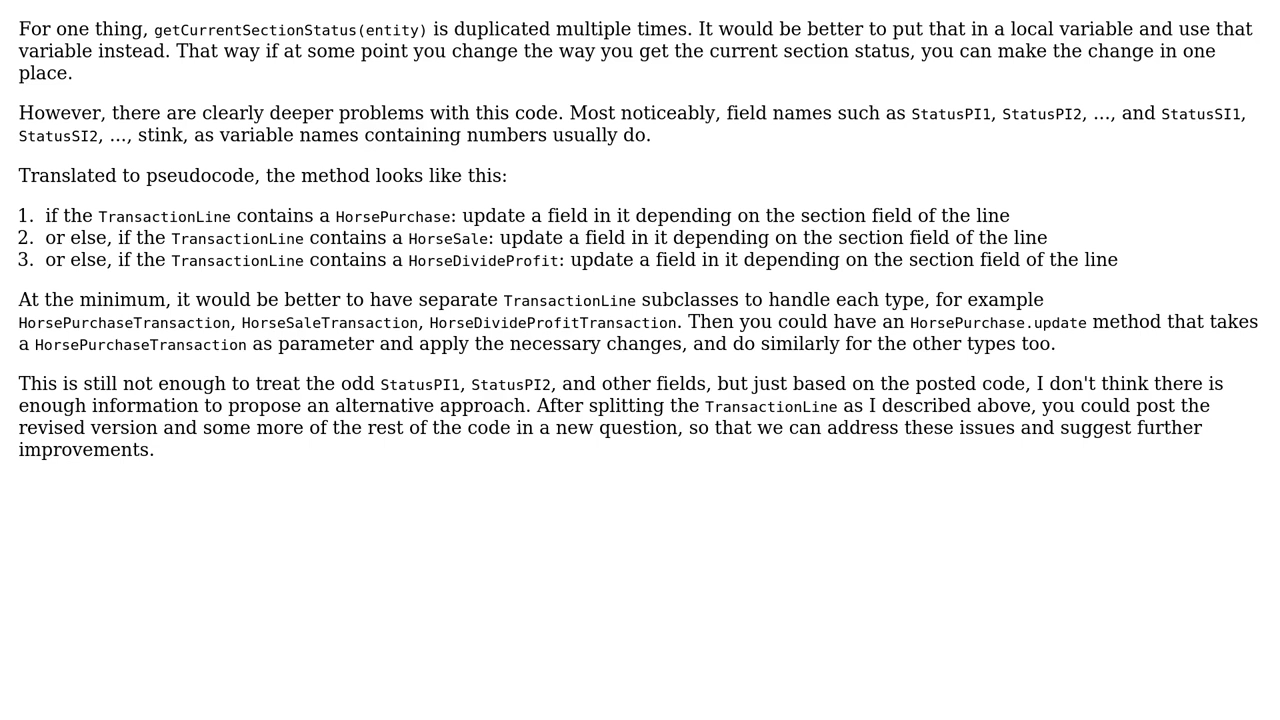 For one thing, getCurrentSectionStatus(entity) is duplicated multiple times. It would be better to put that in a local variable and use that
variable instead. That way if at some point you change the way you get the current section status, you can make the change in one
place.
However, there are clearly deeper problems with this code. Most noticeably, field names such as StatusPI1, StatusPI2, ..., and StatusSI1,
StatusSI2, ..., stink, as variable names containing numbers usually do.
Translated to pseudocode, the method looks like this:
1. if the TransactionLine contains a HorsePurchase: update a field in it depending on the section field of the line
2. or else, if the TransactionLine contains a HorseSale: update a field in it depending on the section field of the line
3. or else, if the TransactionLine contains a HorseDivideProfit: update a field in it depending on the section field of the line
At the minimum, it would be better to have separate TransactionLine subclasses to handle each type, for example
HorsePurchaseTransaction, HorseSaleTransaction, HorseDivideProfitTransaction. Then you could have an HorsePurchase.update method that takes
a HorsePurchaseTransaction as parameter and apply the necessary changes, and do similarly for the other types too.
This is still not enough to treat the odd StatusPI1, StatusPI2, and other fields, but just based on the posted code, I don't think there is
enough information to propose an alternative approach. After splitting the TransactionLine as I described above, you could post the
revised version and some more of the rest of the code in a new question, so that we can address these issues and suggest further
improvements.